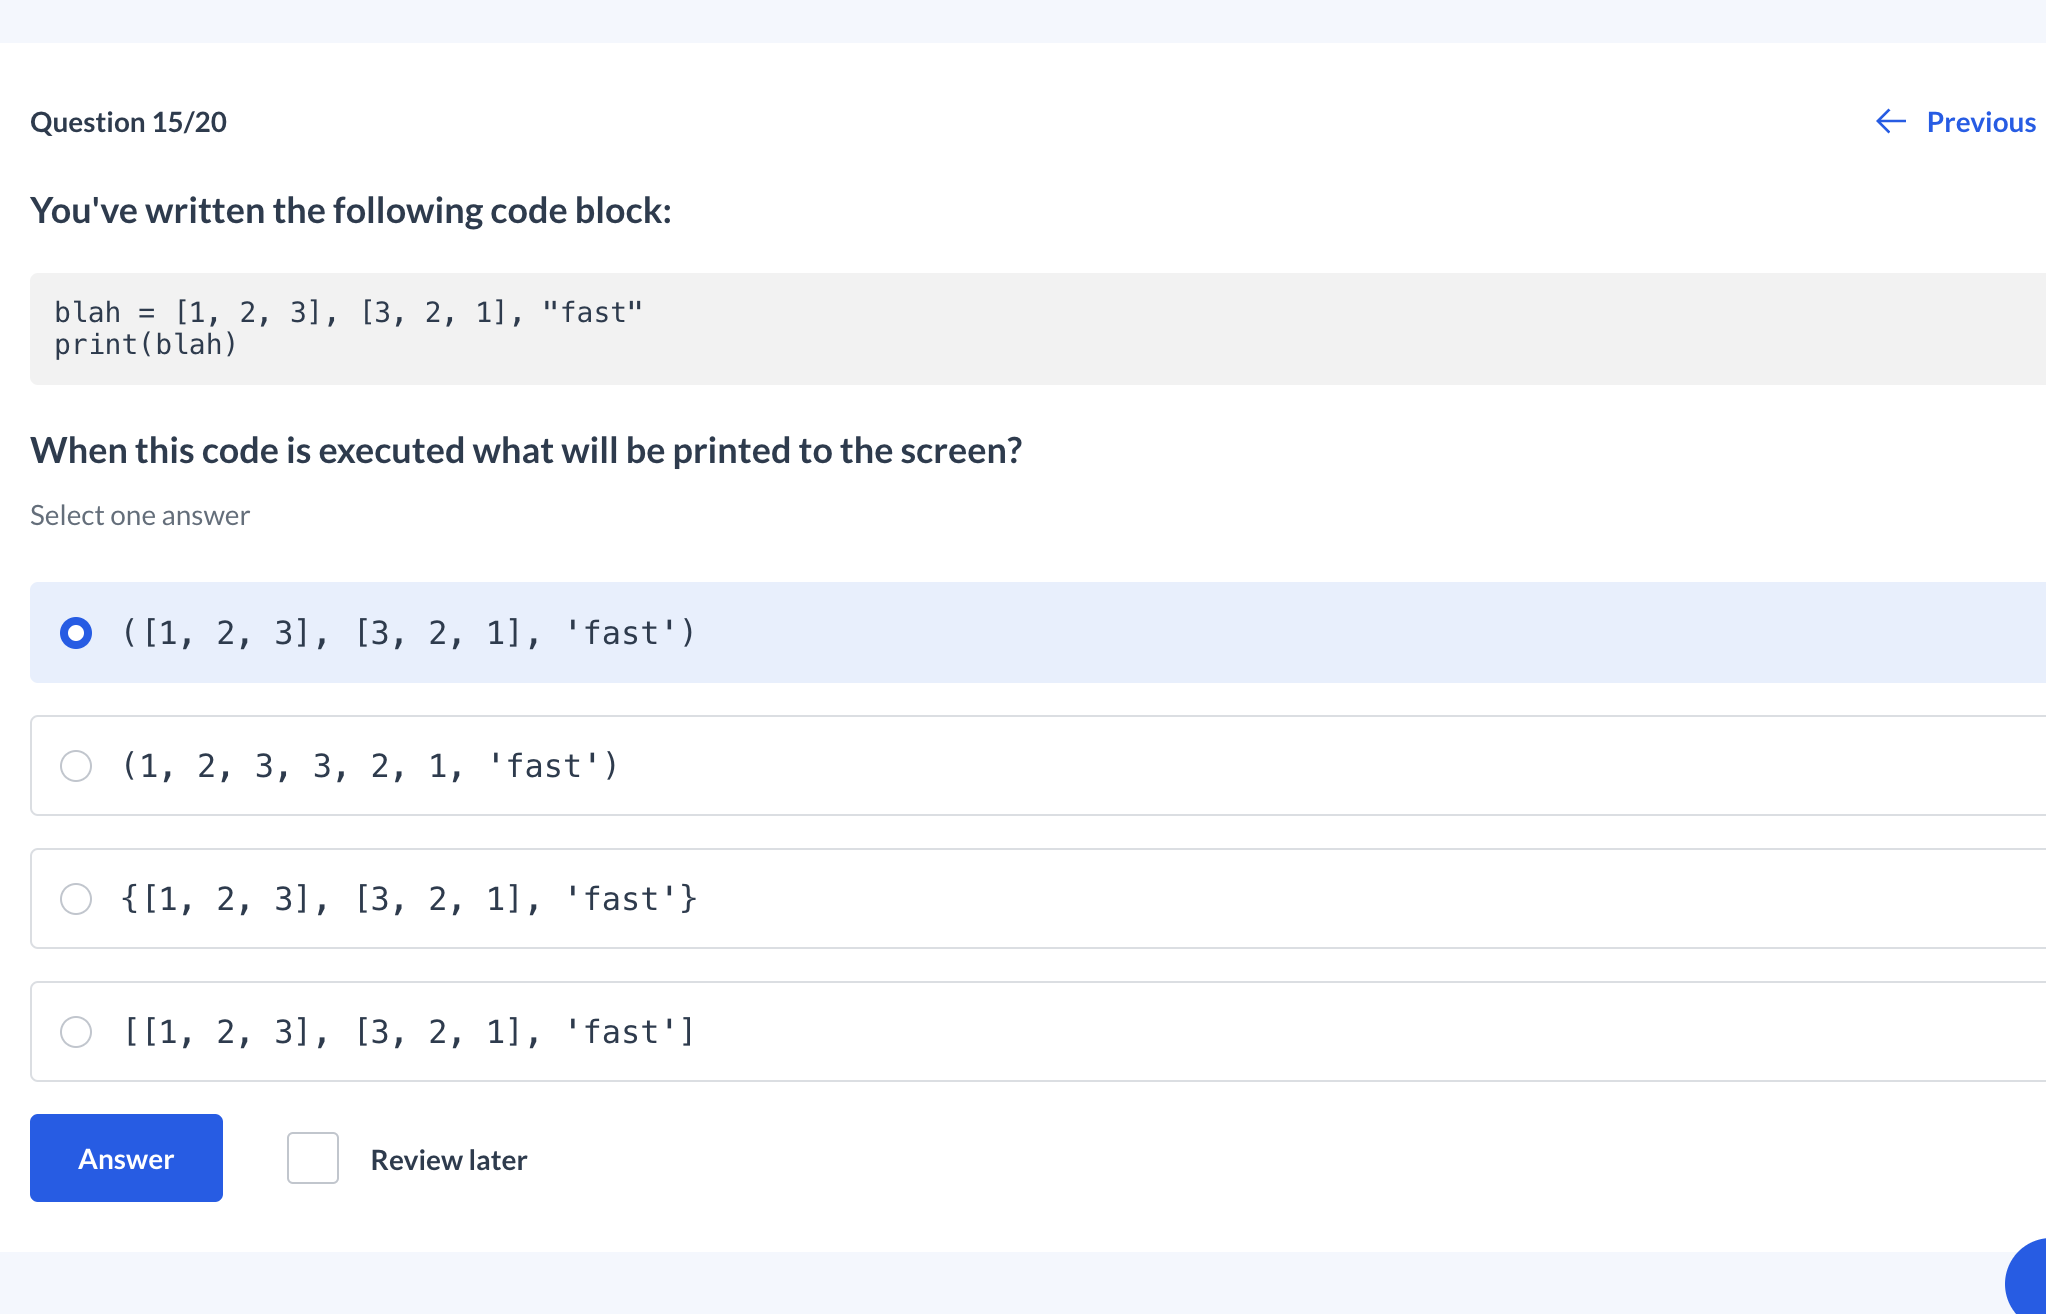 Question 15/20
← Previous
You've written the following code block:
blah = [1, 2, 3], [3, 2, 1], "fast"
print(blah)
When this code is executed what will be printed to the screen?
Select one answer
([1, 2, 3], [3, 2, 1], 'fast')
(1, 2, 3, 3, 2, 1, 'fast')
{[1, 2, 3], [3, 2, 1], 'fast'}
[[1, 2, 3], [3, 2, 1], 'fast']
Answer
Review later